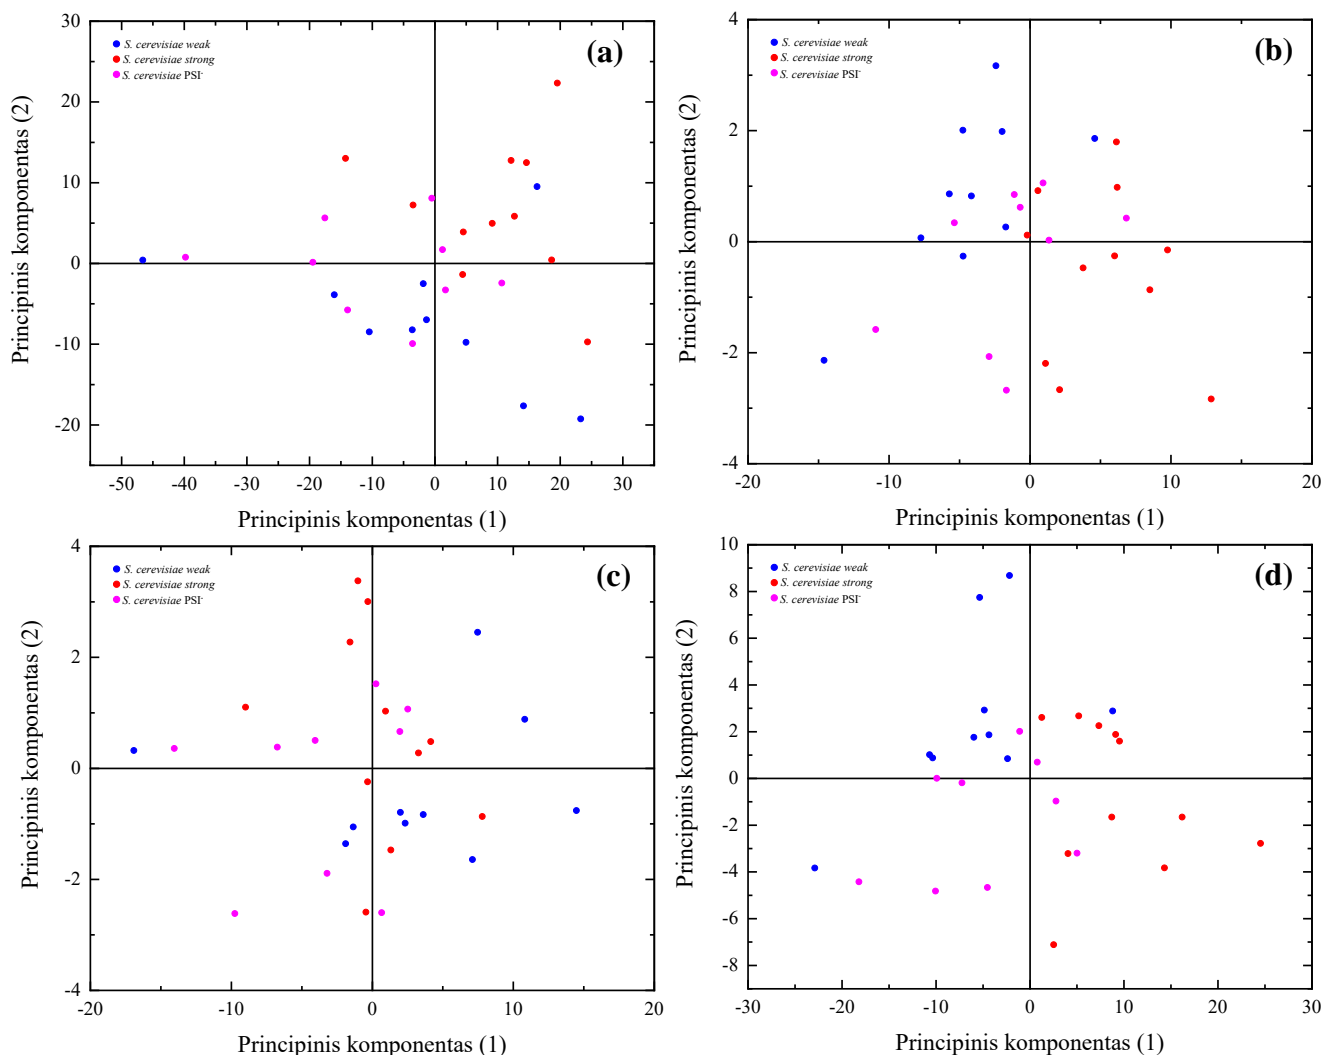 (a)
S. cerevisiae weak
S. cerevisiae strong
S. cerevisiae PSI⁻
30
20
10
0
-10
-20
-50
-40
-30
-20
-10
0
10
20
30
Principinis komponentas (2)
Principinis komponentas (1)
(b)
S. cerevisiae weak
S. cerevisiae strong
S. cerevisiae PSI⁻
4
2
0
-2
-4
-20
-10
0
10
20
Principinis komponentas (2)
Principinis komponentas (1)
(c)
S. cerevisiae weak
S. cerevisiae strong
S. cerevisiae PSI⁻
4
2
0
-2
-4
-20
-10
0
10
20
Principinis komponentas (2)
Principinis komponentas (1)
(d)
S. cerevisiae weak
S. cerevisiae strong
S. cerevisiae PSI⁻
10
8
6
4
2
0
-2
-4
-6
-8
-30
-20
-10
0
10
20
30
Principinis komponentas (2)
Principinis komponentas (1)